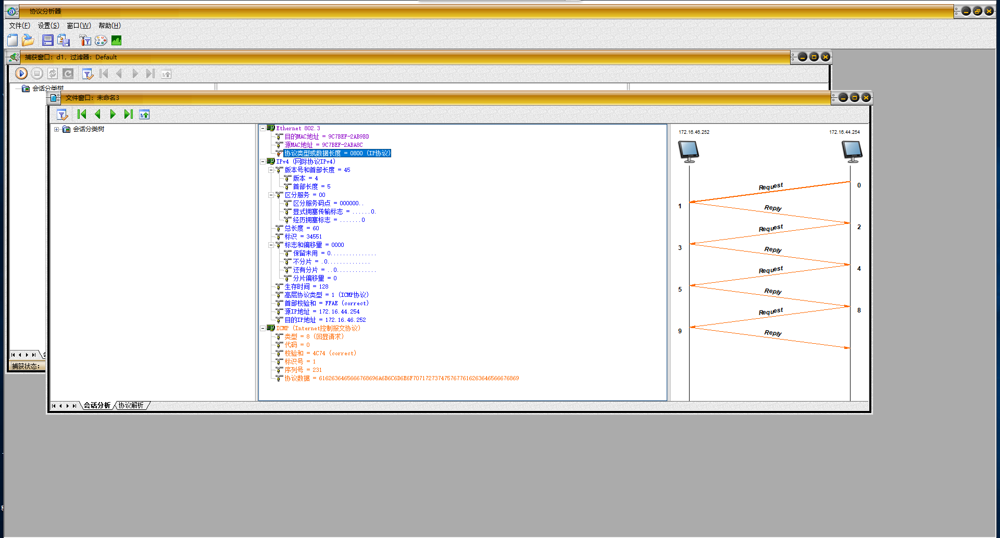 协议分析器
文件(F) 设置(S) 窗口(W) 帮助(H)
捕获窗口: d1, 过滤器: Default
会话分类树
文件窗口: 未命名3
会话分类树
Ethernet 802.3
目的MAC地址 = 9C7BEF-2AB9BD
源MAC地址 = 9C7BEF-2ABA8C
协议类型或数据长度 = 0800 (IP协议)
IPv4 (网际协议IPv4)
版本号和首部长度 = 45
版本 = 4
首部长度 = 5
区分服务 = 00
区分服务码点 = 000000..
显式拥塞传输标志 = ......0.
经历拥塞标志 = .......0
总长度 = 60
标识 = 34551
标志和偏移量 = 0000
保留未用 = 0...............
不分片 = .0..............
还有分片 = ..0.............
分片偏移量 = 0
生存时间 = 128
高层协议类型 = 1 (ICMP协议)
首部校验和 = FFAE (correct)
源IP地址 = 172.16.44.254
目的IP地址 = 172.16.46.252
ICMP (Internet控制报文协议)
类型 = 8 (回显请求)
代码 = 0
校验和 = 4C74 (correct)
标识号 = 1
序列号 = 231
协议数据 = 6162636465666768696A6B6C6D6E6F7071727374757677616263646566676869
172.16.46.252 172.16.44.254
Request 0
1 Reply
Request 2
3 Reply
Request 4
5 Reply
Request 8
9 Reply
捕获状态:
会话分析 协议解析